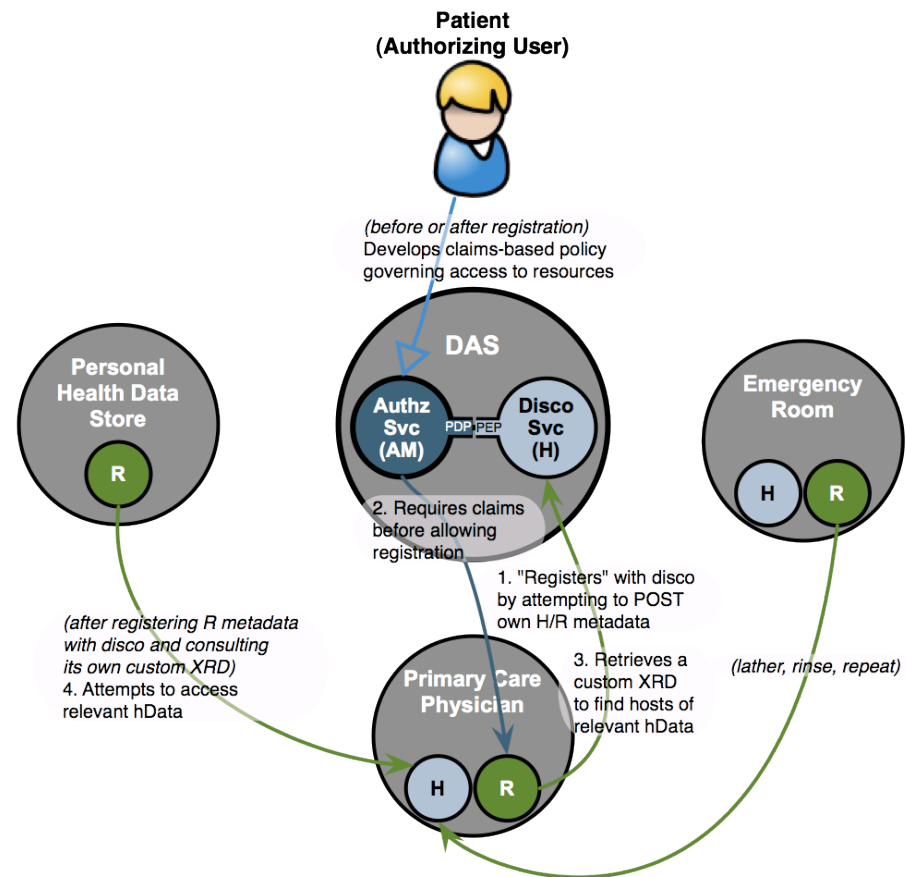 Patient
(Authorizing User)
(before or after registration)
Develops claims-based policy
governing access to resources
DAS
Personal
Health Data
Store
R
Authz
Svc
(AM)
PDP
PEP
Disco
Svc
(H)
Emergency
Room
H
R
2. Requires claims
before allowing
registration
1. "Registers" with disco
by attempting to POST
own H/R metadata
(after registering R metadata
with disco and consulting
its own custom XRD)
4. Attempts to access
relevant hData
3. Retrieves a
custom XRD
to find hosts of
relevant hData
(lather, rinse, repeat)
Primary Care
Physician
H
R